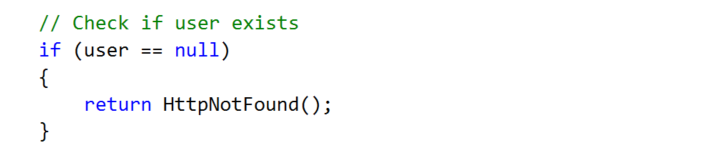 // Check if user exists
if (user == null)
{
    return HttpNotFound();
}